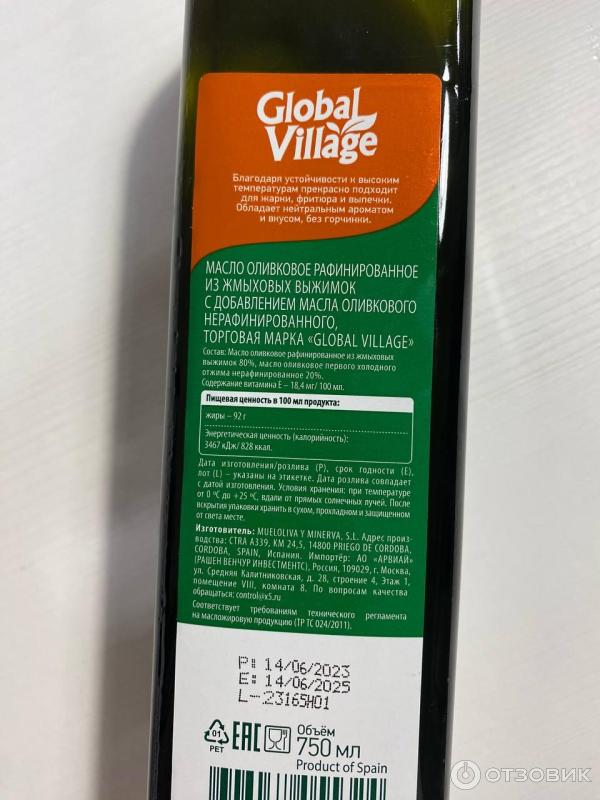 Global
Village
Благодаря устойчивости к высоким
температурам прекрасно подходит
для жарки, фритюра и выпечки.
Обладает нейтральным ароматом
и вкусом, без горчинки.
МАСЛО ОЛИВКОВОЕ РАФИНИРОВАННОЕ
ИЗ ЖМЫХОВЫХ ВЫЖИМОК
С ДОБАВЛЕНИЕМ МАСЛА ОЛИВКОВОГО
НЕРАФИНИРОВАННОГО,
ТОРГОВАЯ МАРКА «GLOBAL VILLAGE»
Состав: Масло оливковое рафинированное из жмыховых
выжимок 80%, масло оливковое первого холодного
отжима нерафинированное 20%.
Содержание витамина Е – 18,4 мг/ 100 мл.
Пищевая ценность в 100 мл продукта:
жиры – 92 г
Энергетическая ценность (калорийность):
3467 кДж/ 828 ккал.
Дата изготовления/розлива (P), срок годности (E),
лот (L) – указаны на этикетке. Дата розлива совпадает
с датой изготовления. Условия хранения: при температуре
от 0 ºС до +25 ºС, вдали от прямых солнечных лучей. После
вскрытия упаковки хранить в сухом, прохладном и защищенном
от света месте.
Изготовитель: MUELOLIVA Y MINERVA, S.L. Адрес произ-
водства: CTRA A339, KM 24,5, 14800 PRIEGO DE CORDOBA,
CORDOBA, SPAIN, Испания. Импортёр: АО «АРВИАЙ»
(РАШЕН ВЕНЧУР ИНВЕСТМЕНТС), Россия, 109029, г. Москва,
ул. Средняя Калитниковская, д. 28, строение 4, Этаж 1,
помещение VIII, комната 8. По вопросам качества
обращаться: control@x5.ru
Соответствует требованиям технического регламента
на масложировую продукцию (ТР ТС 024/2011).
P: 14/06/2023
E: 14/06/2025
L-23165H01
01
PET
EAC
Объём
750 мл
Product of Spain
ОТЗОВИК